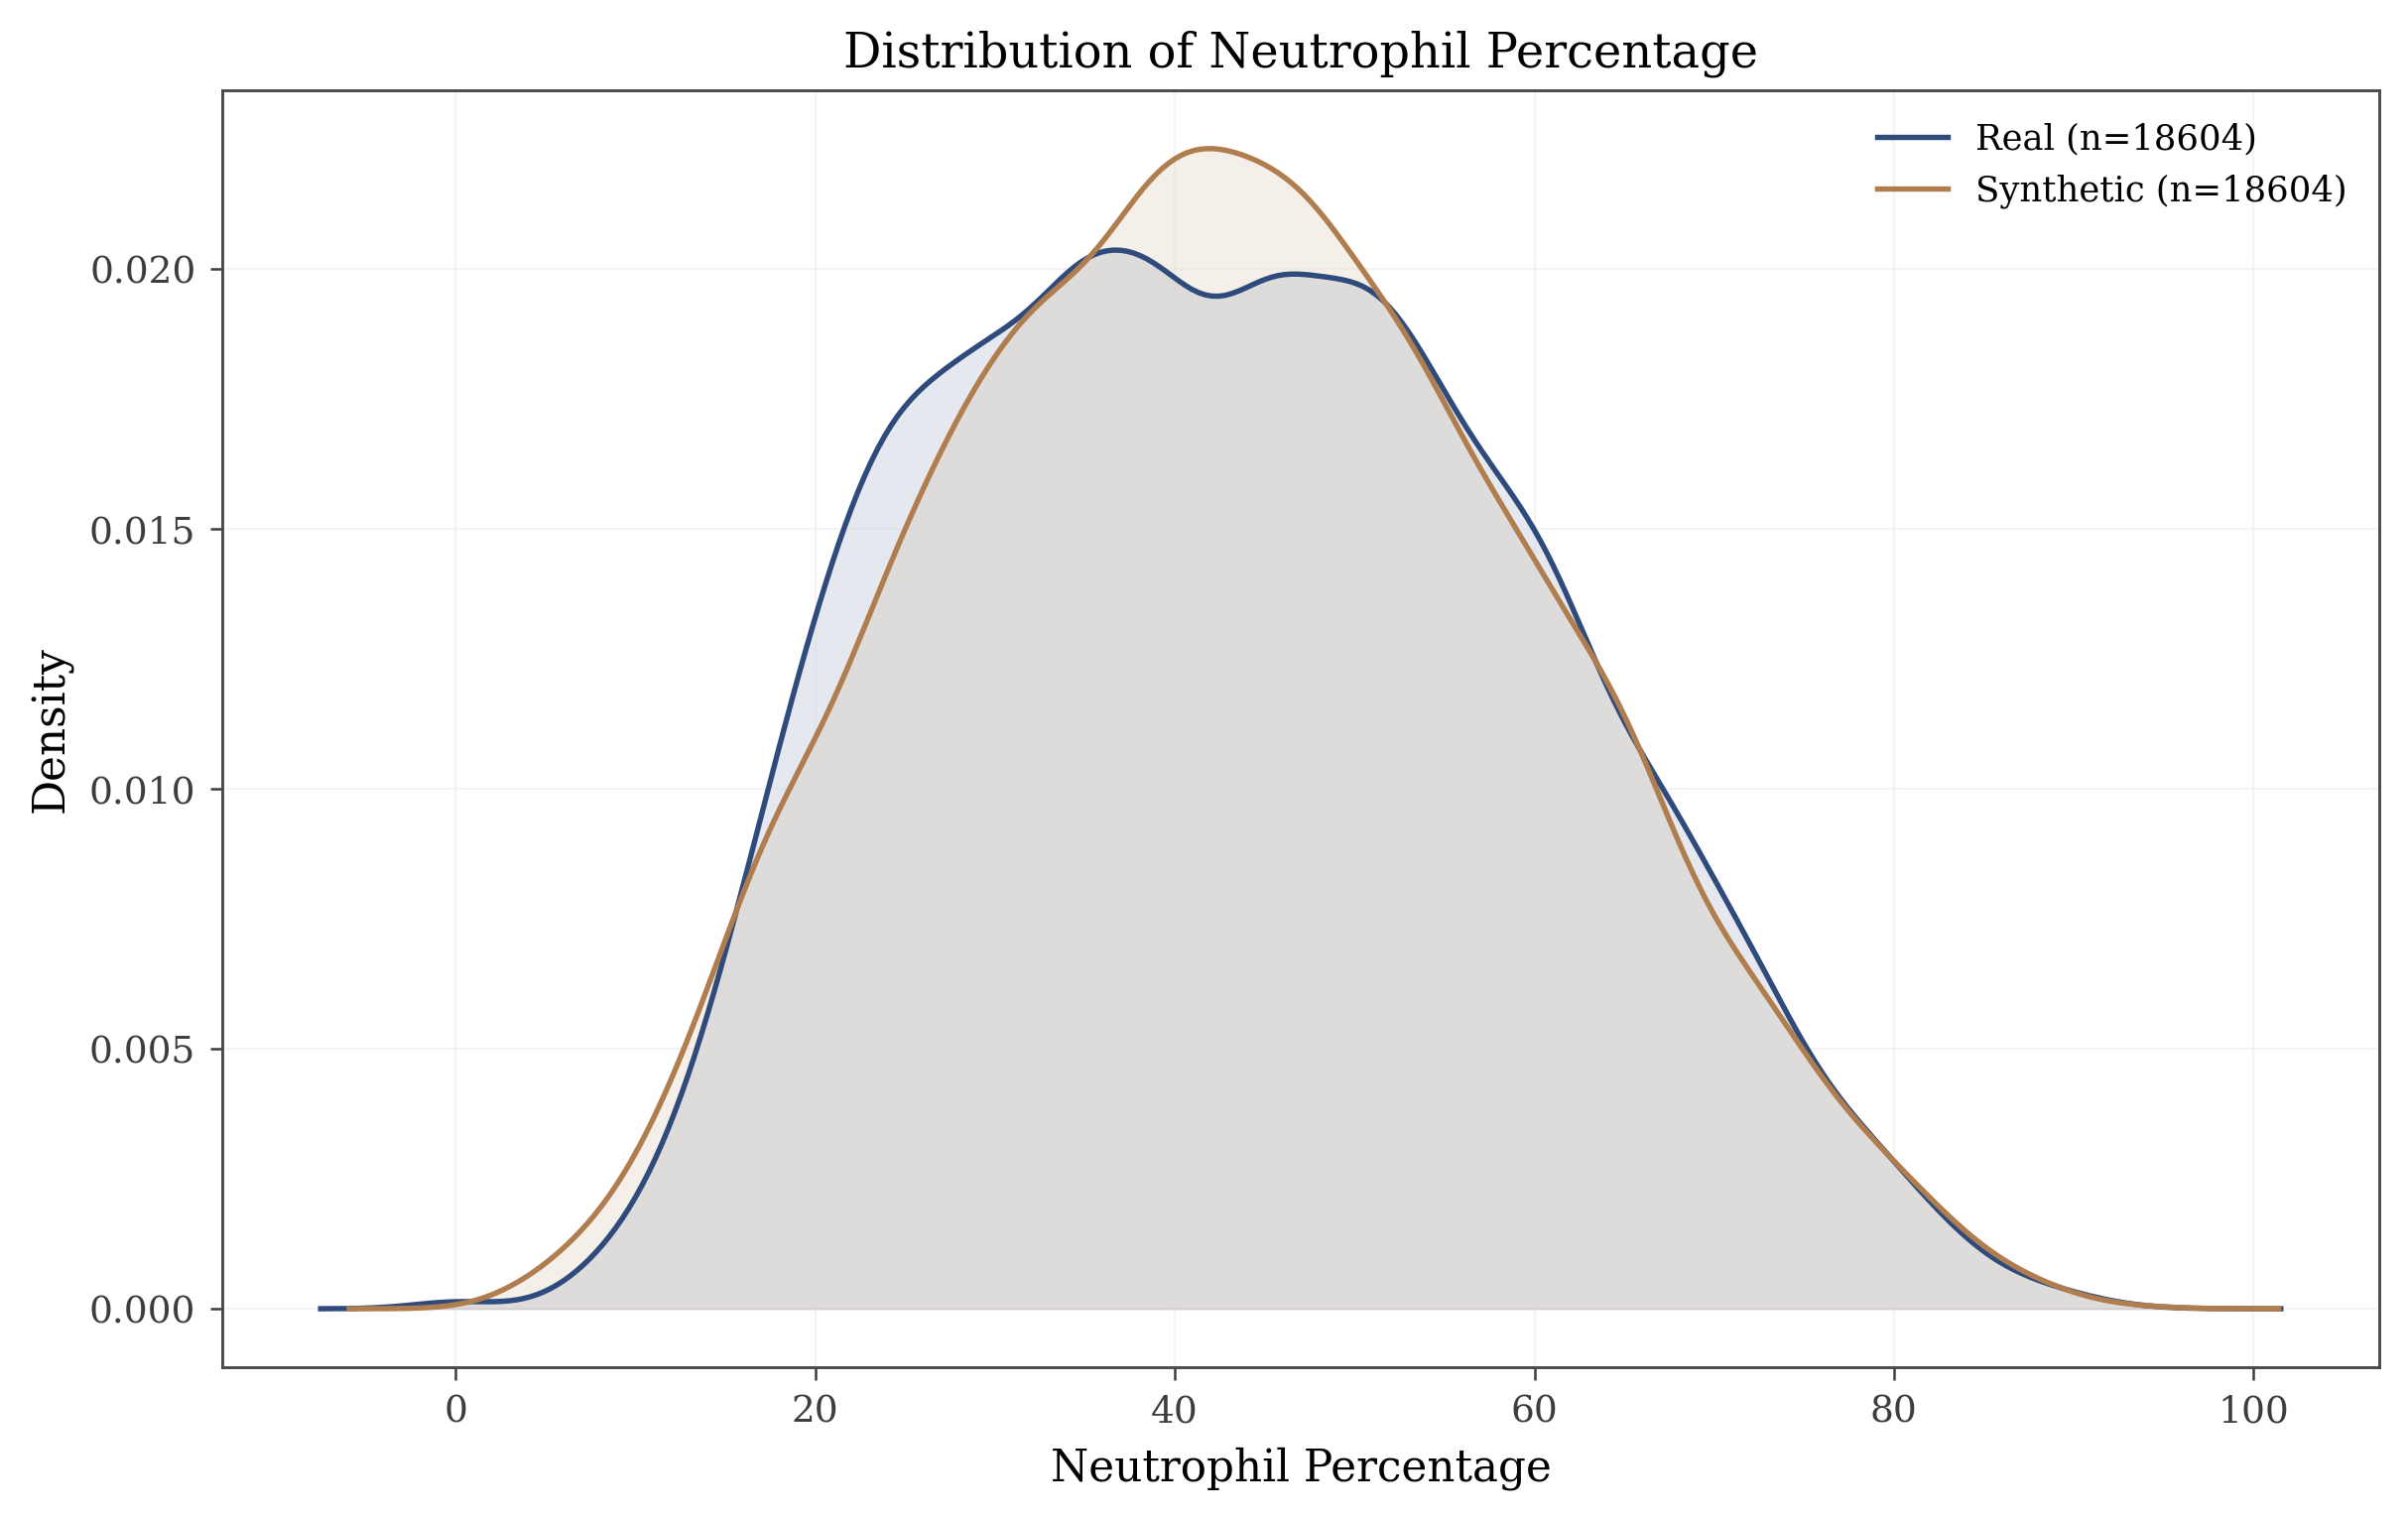 Distribution of Neutrophil Percentage
Real (n=18604)
Synthetic (n=18604)
Density
0.020
0.015
0.010
0.005
0.000
0 20 40 60 80 100
Neutrophil Percentage